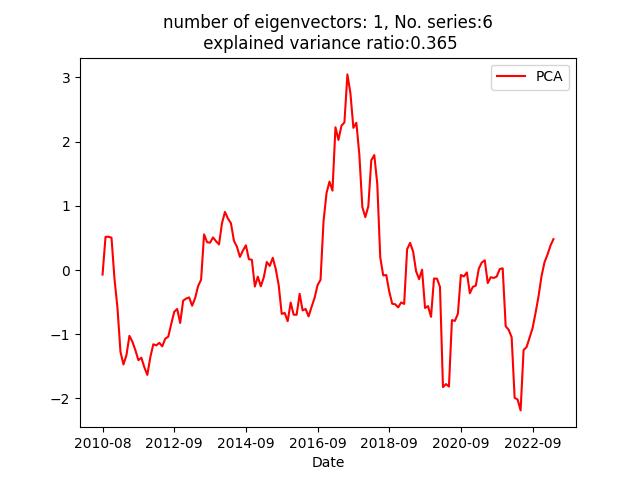 number of eigenvectors: 1, No. series:6
explained variance ratio:0.365
PCA
3
2
1
0
−1
−2
2010-08 2012-09 2014-09 2016-09 2018-09 2020-09 2022-09
Date